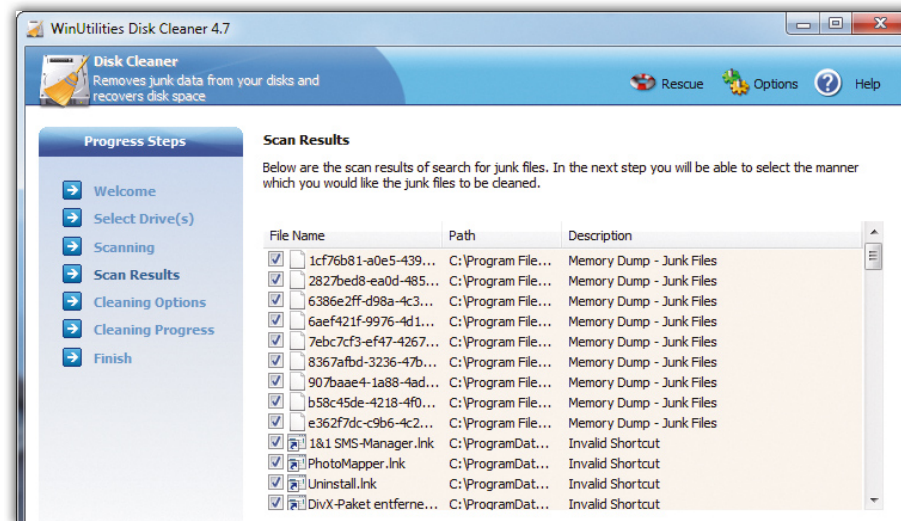 WinUtilities Disk Cleaner 4.7
Disk Cleaner
Removes junk data from your disks and
recovers disk space
Rescue Options Help
Progress Steps
Welcome
Select Drive(s)
Scanning
Scan Results
Cleaning Options
Cleaning Progress
Finish
Scan Results
Below are the scan results of search for junk files. In the next step you will be able to select the manner
which you would like the junk files to be cleaned.
File Name Path Description
1cf76b81-a0e5-439... C:\Program File... Memory Dump - Junk Files
2827bed8-ea0d-485... C:\Program File... Memory Dump - Junk Files
6386e2ff-d98a-4c3... C:\Program File... Memory Dump - Junk Files
6aef421f-9976-4d1... C:\Program File... Memory Dump - Junk Files
7ebc7cf3-ef47-4267... C:\Program File... Memory Dump - Junk Files
8367afbd-3236-47b... C:\Program File... Memory Dump - Junk Files
907baae4-1a88-4ad... C:\Program File... Memory Dump - Junk Files
b58c45de-4218-4f0... C:\Program File... Memory Dump - Junk Files
e362f7dc-c9b6-4c2... C:\Program File... Memory Dump - Junk Files
1&1 SMS-Manager.lnk C:\ProgramDat... Invalid Shortcut
PhotoMapper.lnk C:\ProgramDat... Invalid Shortcut
Uninstall.lnk C:\ProgramDat... Invalid Shortcut
DivX-Paket entferne... C:\ProgramDat... Invalid Shortcut